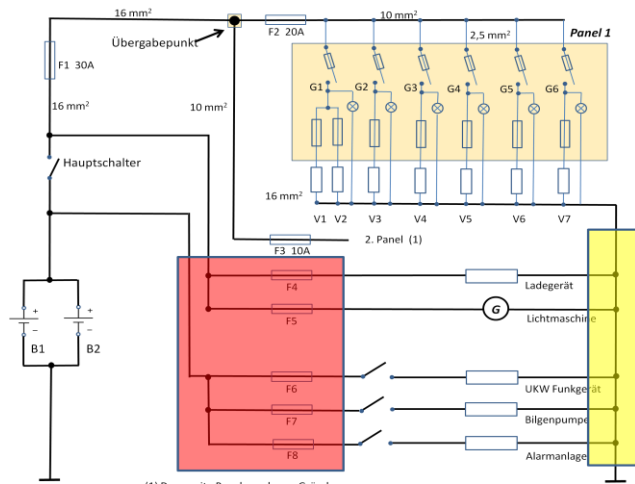 16 mm²
Übergabepunkt
F2 20A
10 mm²
Panel 1
2,5 mm²
F1 30A
16 mm²
10 mm²
G1
G2
G3
G4
G5
G6
Hauptschalter
16 mm²
V1 V2 V3 V4 V5 V6 V7
2. Panel (1)
F3 10A
F4
Ladegerät
F5
G
Lichtmaschine
+ +
– –
B1 B2
F6
UKW Funkgerät
F7
Bilgenpumpe
F8
Alarmanlage